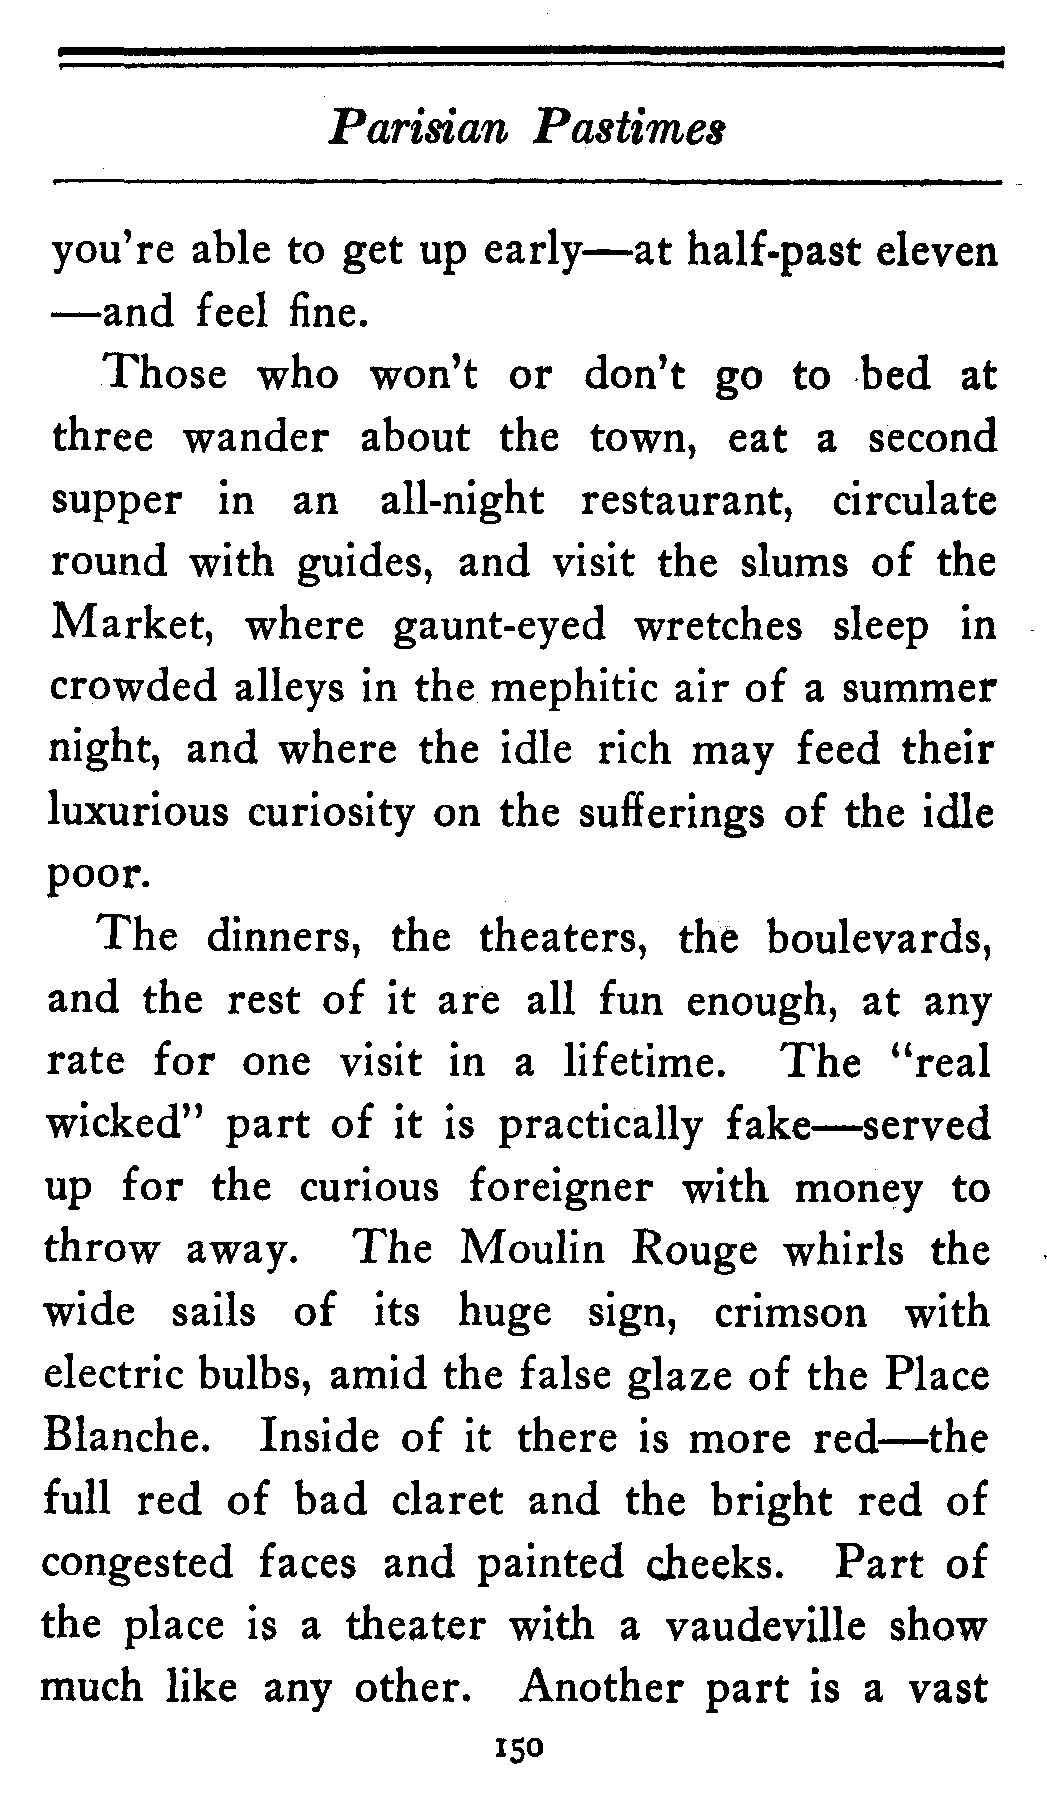 Parisian Pastimes
you're able to get up early—at half-past eleven
—and feel fine.
Those who won't or don't go to bed at
three wander about the town, eat a second
supper in an all-night restaurant, circulate
round with guides, and visit the slums of the
Market, where gaunt-eyed wretches sleep in
crowded alleys in the mephitic air of a summer
night, and where the idle rich may feed their
luxurious curiosity on the sufferings of the idle
poor.
The dinners, the theaters, the boulevards,
and the rest of it are all fun enough, at any
rate for one visit in a lifetime. The "real
wicked" part of it is practically fake—served
up for the curious foreigner with money to
throw away. The Moulin Rouge whirls the
wide sails of its huge sign, crimson with
electric bulbs, amid the false glaze of the Place
Blanche. Inside of it there is more red—the
full red of bad claret and the bright red of
congested faces and painted cheeks. Part of
the place is a theater with a vaudeville show
much like any other. Another part is a vast
150